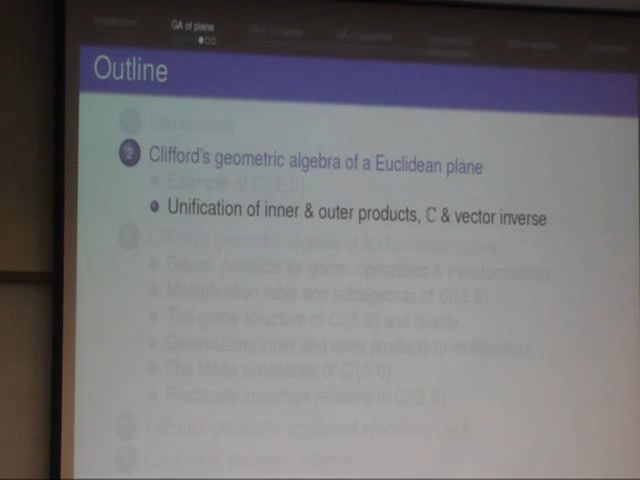 GA of plane
Outline
Introduction
2 Clifford's geometric algebra of a Euclidean plane
Example of Cl(2,0)
Unification of inner & outer products, ℂ & vector inverse
Clifford's geometric algebra of 3D Euclidean space
Geom. products for geom. operations & transformations
Multiplication table and subalgebras of Cl(3,0)
The grade structure of Cl(3,0) and duality
Generalizing inner and outer products to multivectors
The blade subspaces of Cl(3,0)
Practically important relations in Cl(3,0)